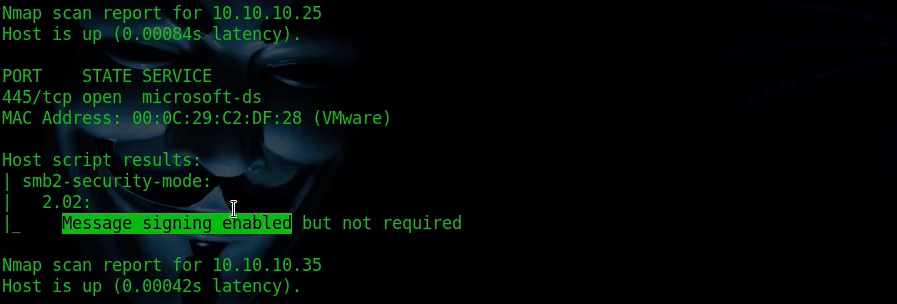 Nmap scan report for 10.10.10.25
Host is up (0.00084s latency).
PORT    STATE SERVICE
445/tcp open  microsoft-ds
MAC Address: 00:0C:29:C2:DF:28 (VMware)
Host script results:
| smb2-security-mode:
|   2.02:
|_    Message signing enabled but not required
Nmap scan report for 10.10.10.35
Host is up (0.00042s latency).